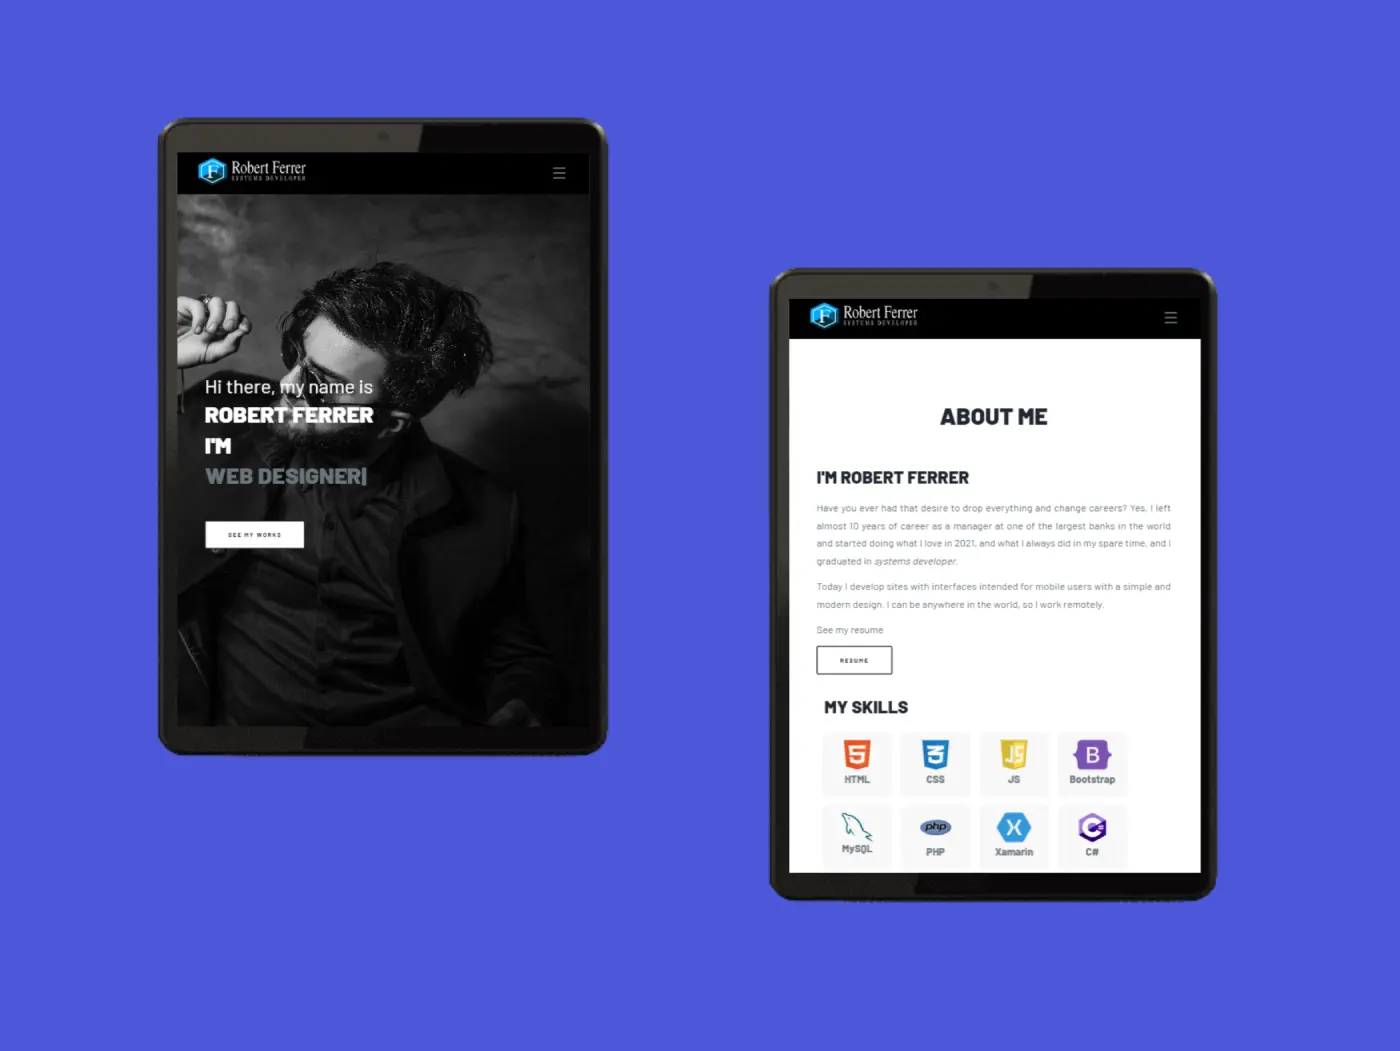 Robert Ferrer
SYSTEMS DEVELOPER
Hi there, my name is
ROBERT FERRER
I'M
WEB DESIGNER|
SEE MY WORKS
Robert Ferrer
SYSTEMS DEVELOPER
ABOUT ME
I'M ROBERT FERRER
Have you ever had that desire to drop everything and change careers? Yes, I left
almost 10 years of career as a manager at one of the largest banks in the world
and started doing what I love in 2021, and what I always did in my spare time, and I
graduated in systems developer.
Today I develop sites with interfaces intended for mobile users with a simple and
modern design. I can be anywhere in the world, so I work remotely.
See my resume
RESUME
MY SKILLS
5 3 JS B
HTML CSS JS Bootstrap
php X C#
MySQL PHP Xamarin C#